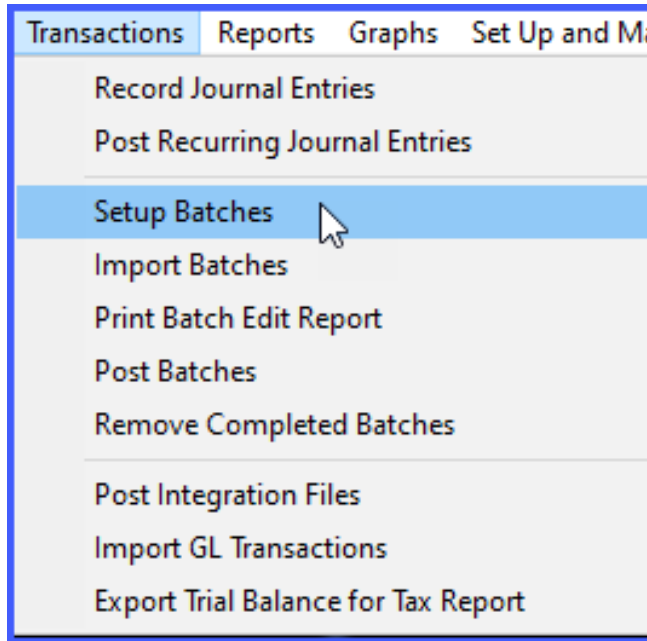 Transactions Reports Graphs Set Up and Ma
Record Journal Entries
Post Recurring Journal Entries
Setup Batches
Import Batches
Print Batch Edit Report
Post Batches
Remove Completed Batches
Post Integration Files
Import GL Transactions
Export Trial Balance for Tax Report